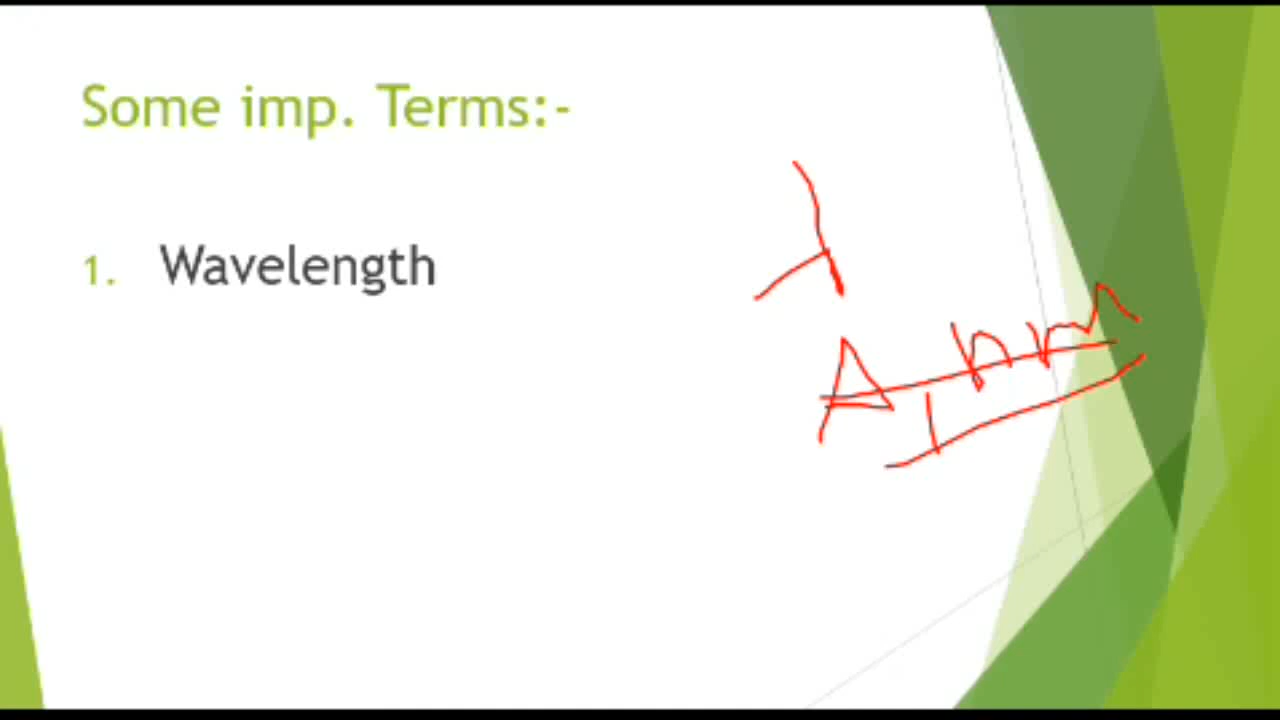 Some imp. Terms:-
1. Wavelength
λ
A, nm